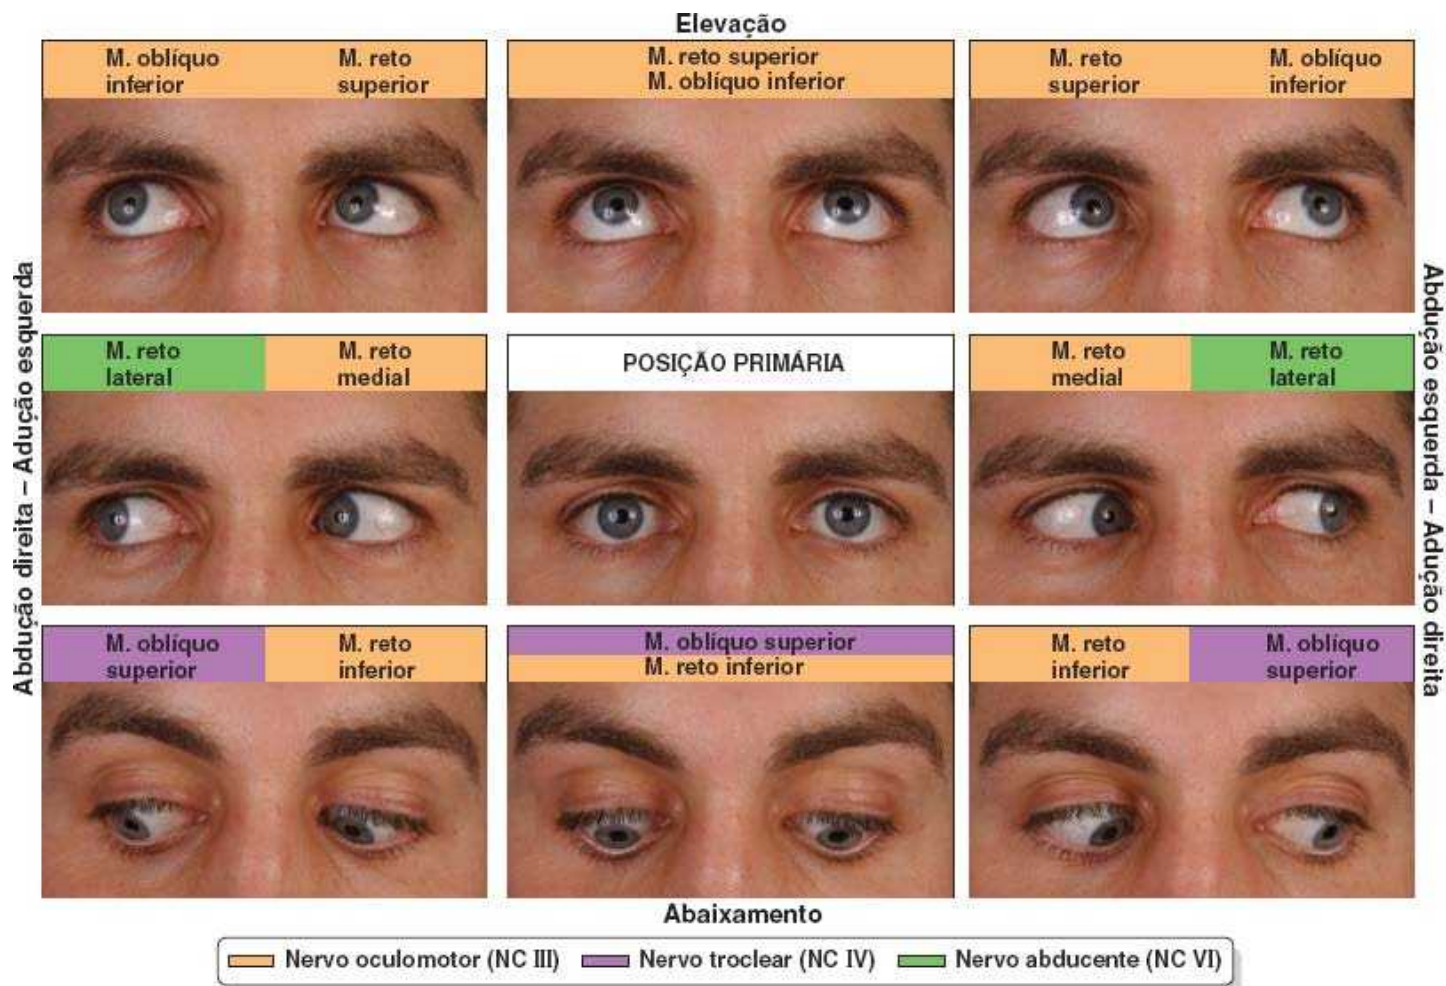 Elevação
M. oblíquo
inferior
M. reto
superior
M. reto superior
M. oblíquo inferior
M. reto
superior
M. oblíquo
inferior
Abdução direita – Adução esquerda
M. reto
lateral
M. reto
medial
POSIÇÃO PRIMÁRIA
M. reto
medial
M. reto
lateral
Abdução esquerda – Adução direita
M. oblíquo
superior
M. reto
inferior
M. oblíquo superior
M. reto inferior
M. reto
inferior
M. oblíquo
superior
Abaixamento
Nervo oculomotor (NC III)
Nervo troclear (NC IV)
Nervo abducente (NC VI)